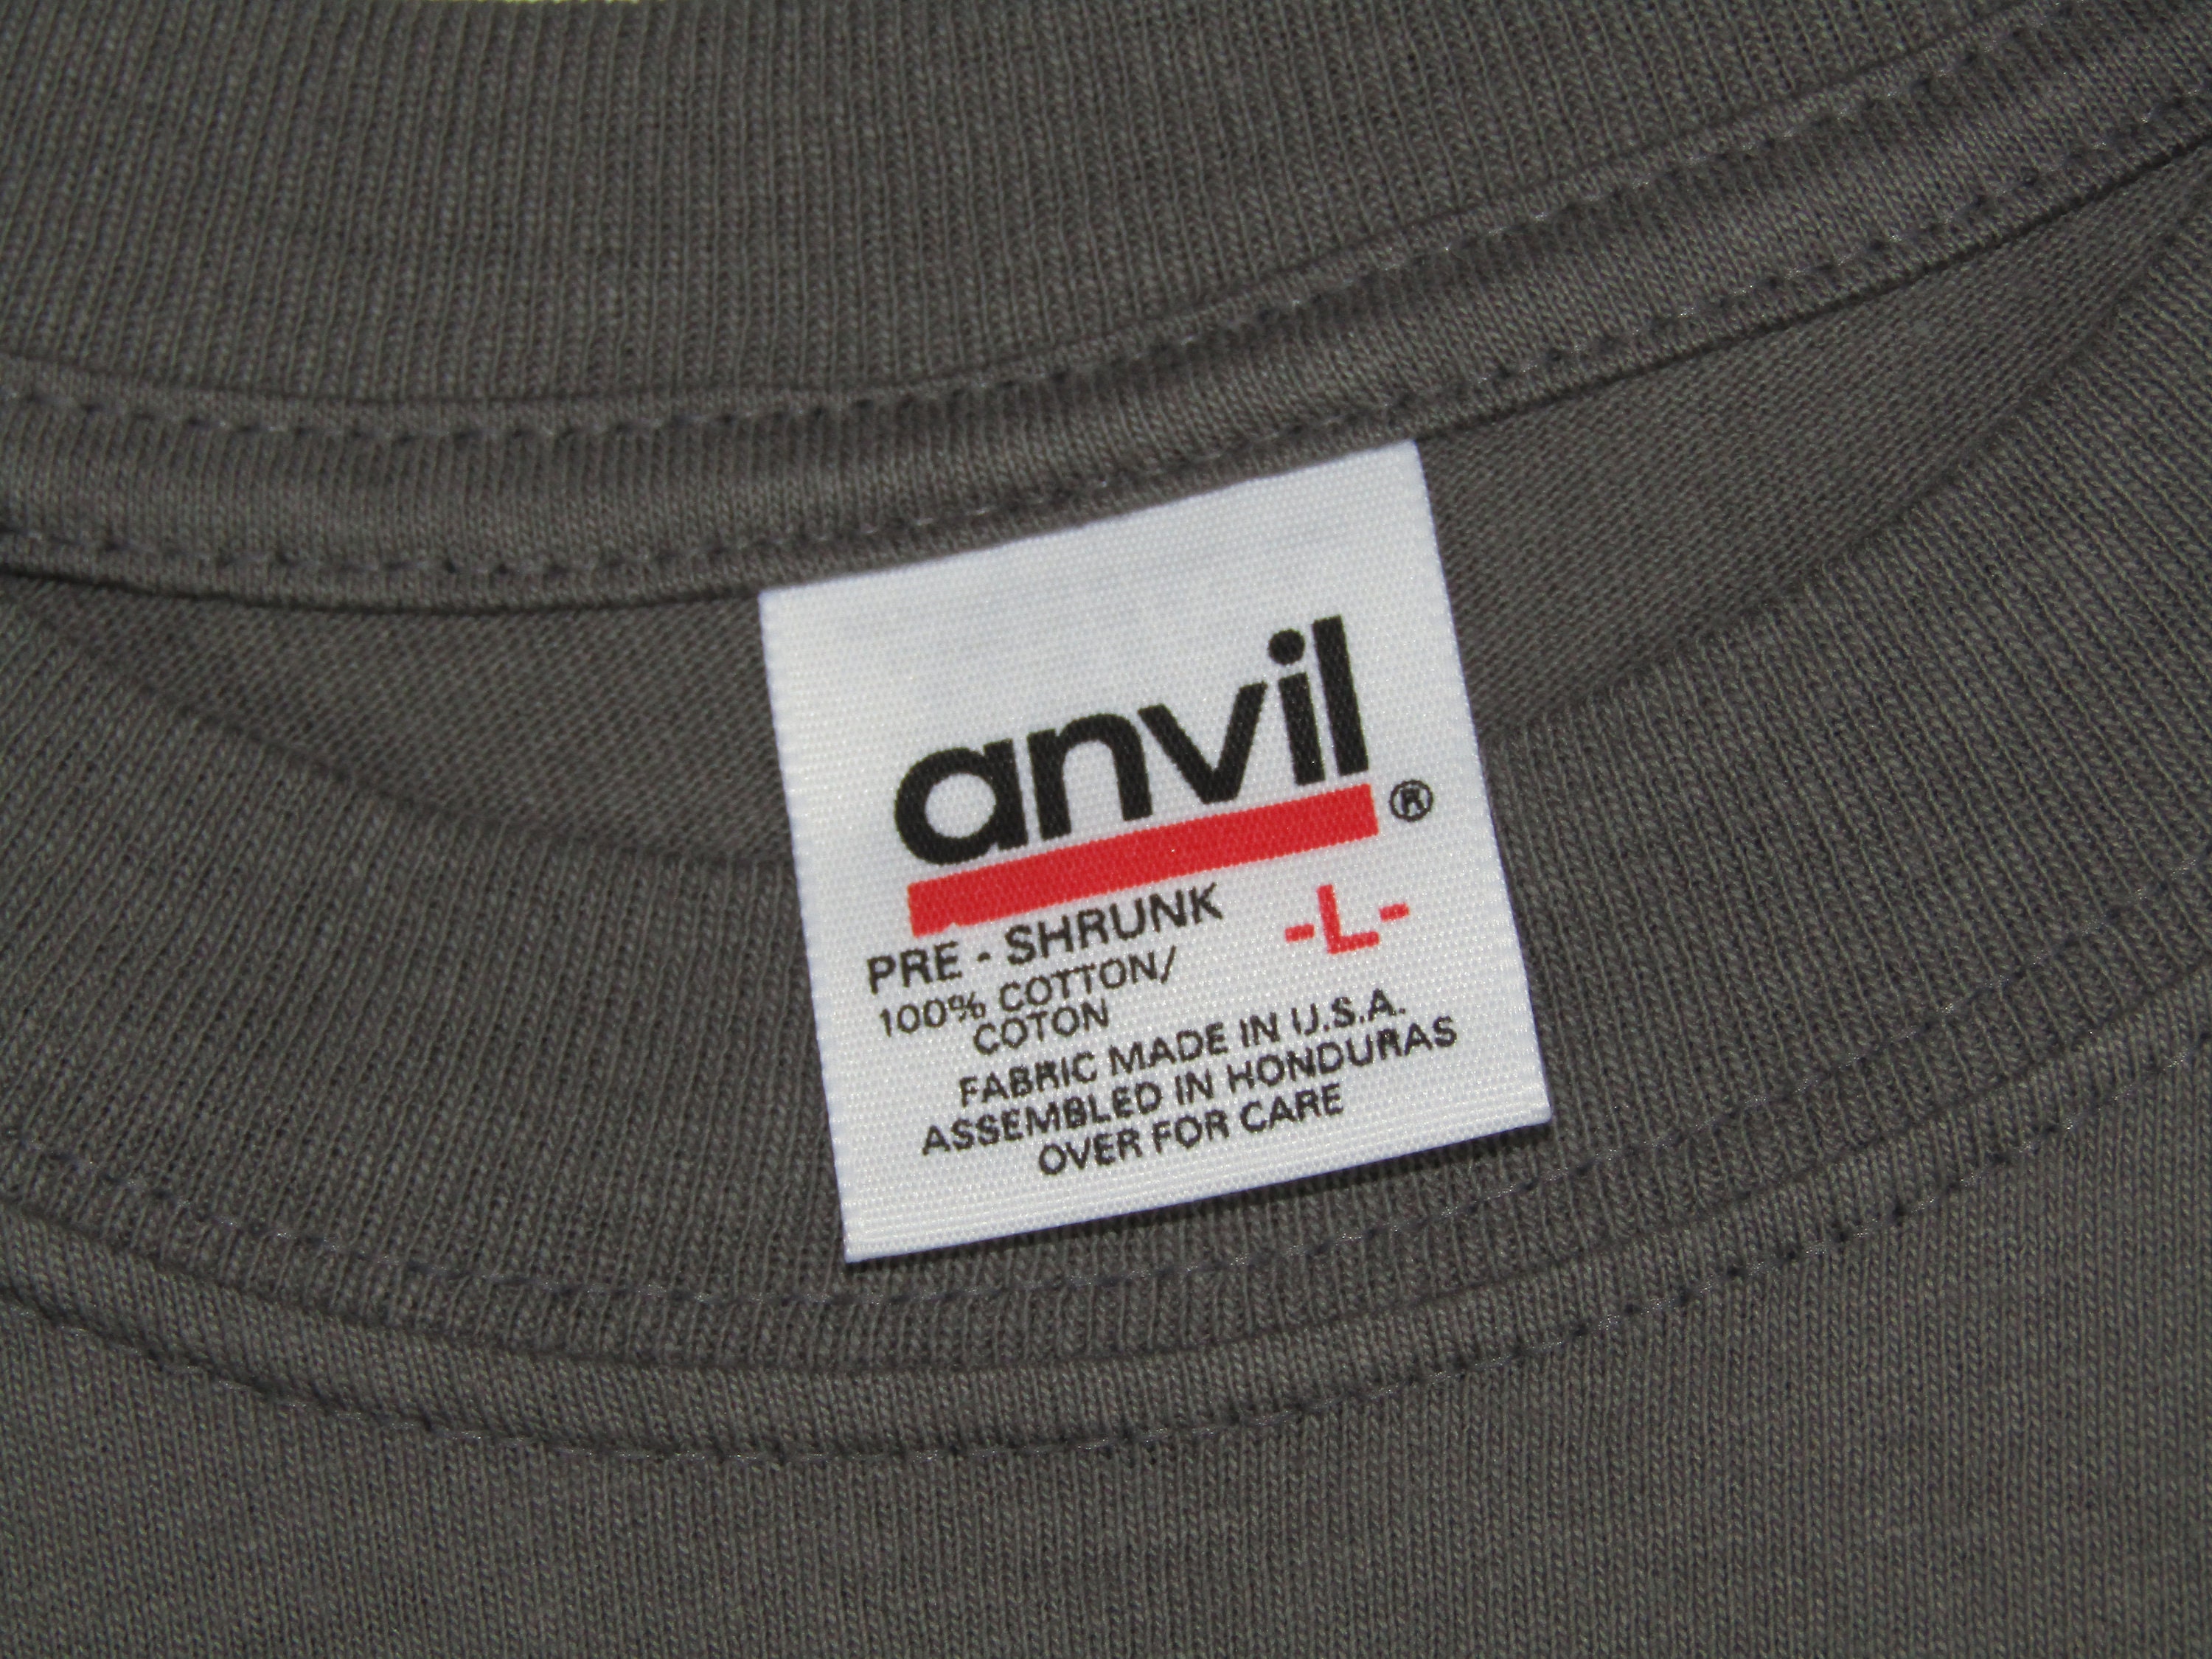 anvil®
PRE - SHRUNK -L-
100% COTTON/
COTON
FABRIC MADE IN U.S.A.
ASSEMBLED IN HONDURAS
OVER FOR CARE